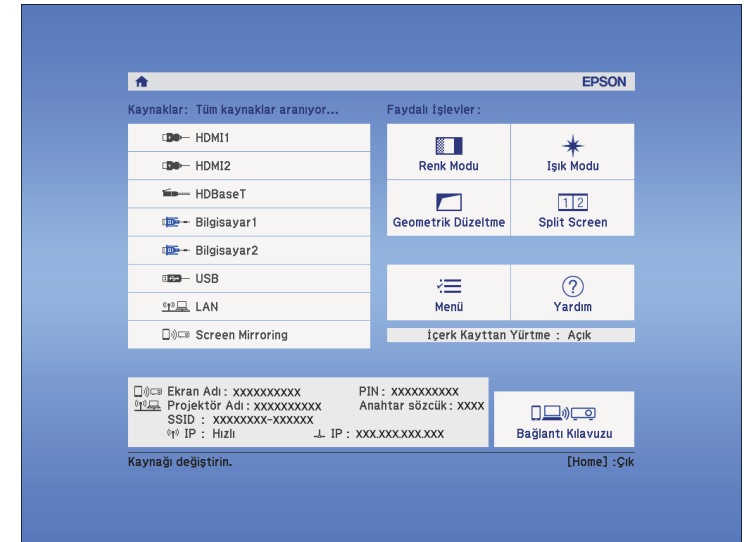 EPSON
Kaynaklar: Tüm kaynaklar aranıyor...
HDMI1
HDMI2
HDBaseT
Bilgisayar1
Bilgisayar2
USB
LAN
Screen Mirroring
Faydalı İşlevler:
Renk Modu
Işık Modu
Geometrik Düzeltme
1 2
Split Screen
Menü
?
Yardım
İçerk Kayttan Yürtme : Açık
Ekran Adı : xxxxxxxxxx PIN : xxxxxxxxxx
Projektör Adı : xxxxxxxxxx Anahtar sözcük : xxxx
SSID : xxxxxxxx-xxxxxx
IP : Hızlı IP : xxx.xxx.xxx.xxx
Bağlantı Kılavuzu
Kaynağı değiştirin. [Home] :Çık